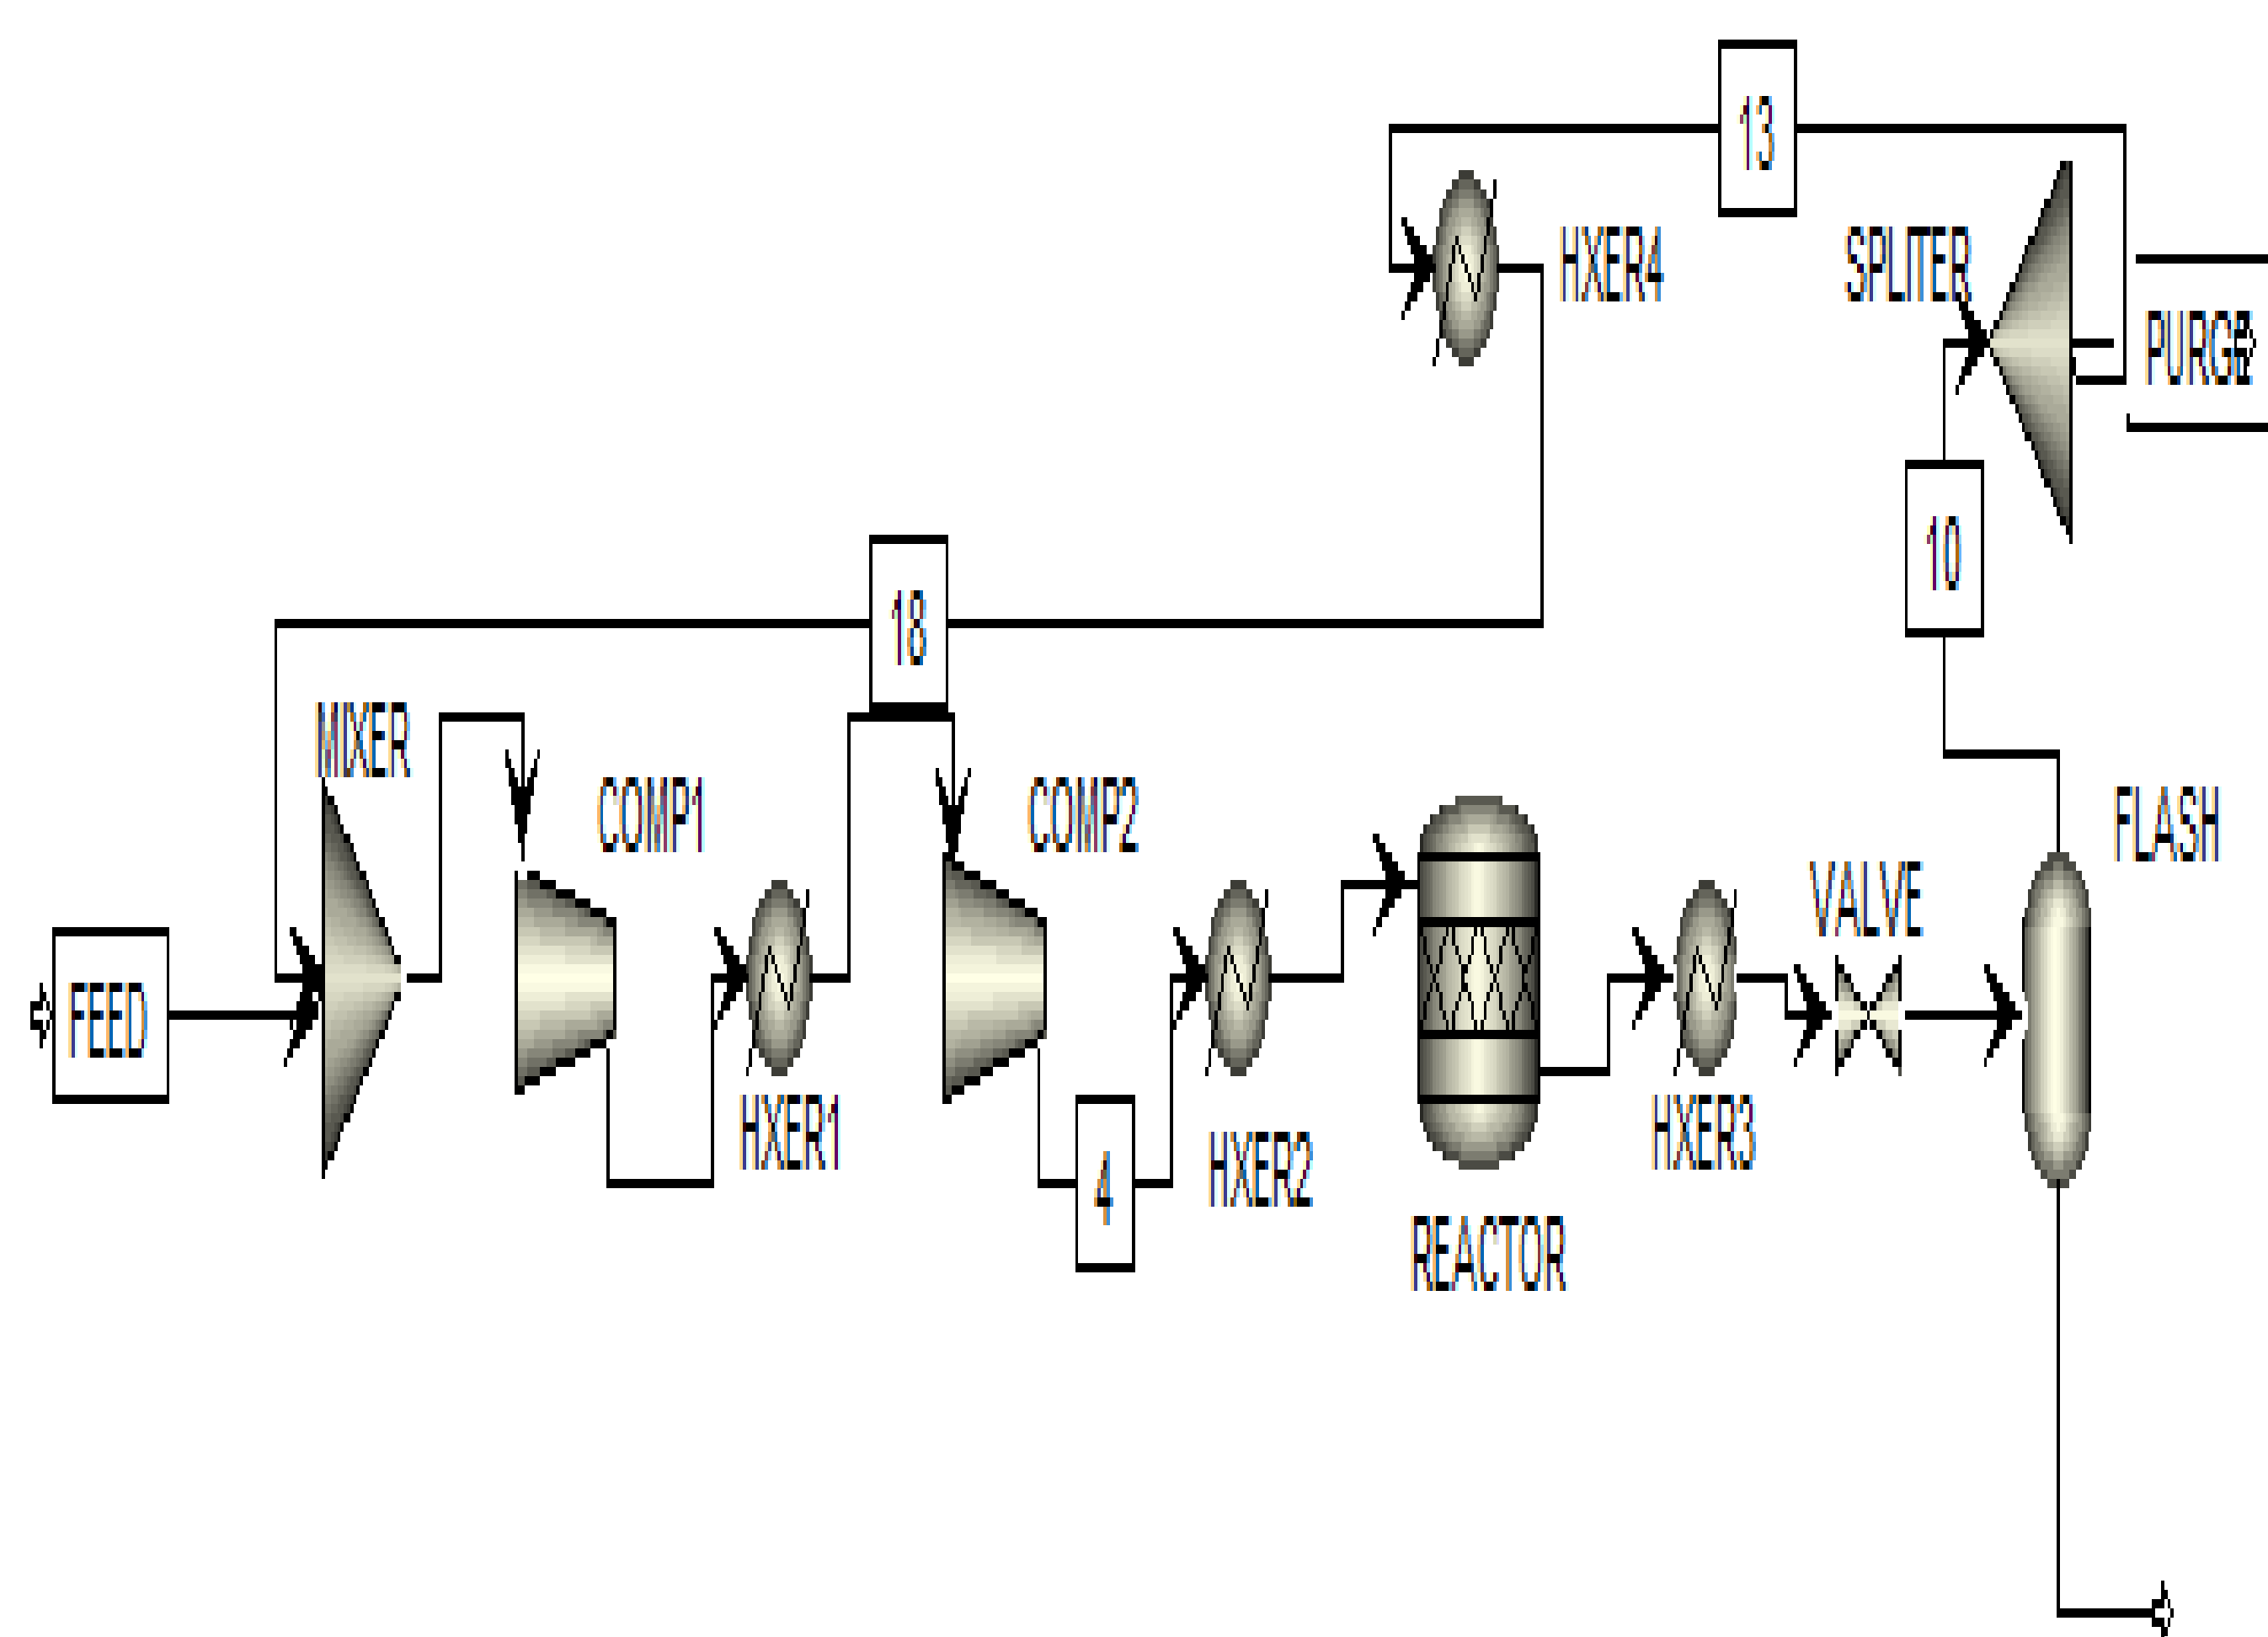 13
HXER4
SPLITER
PURGE
10
18
MIXER
COMP1
COMP2
FLASH
VALVE
FEED
HXER1
4
HXER2
HXER3
REACTOR